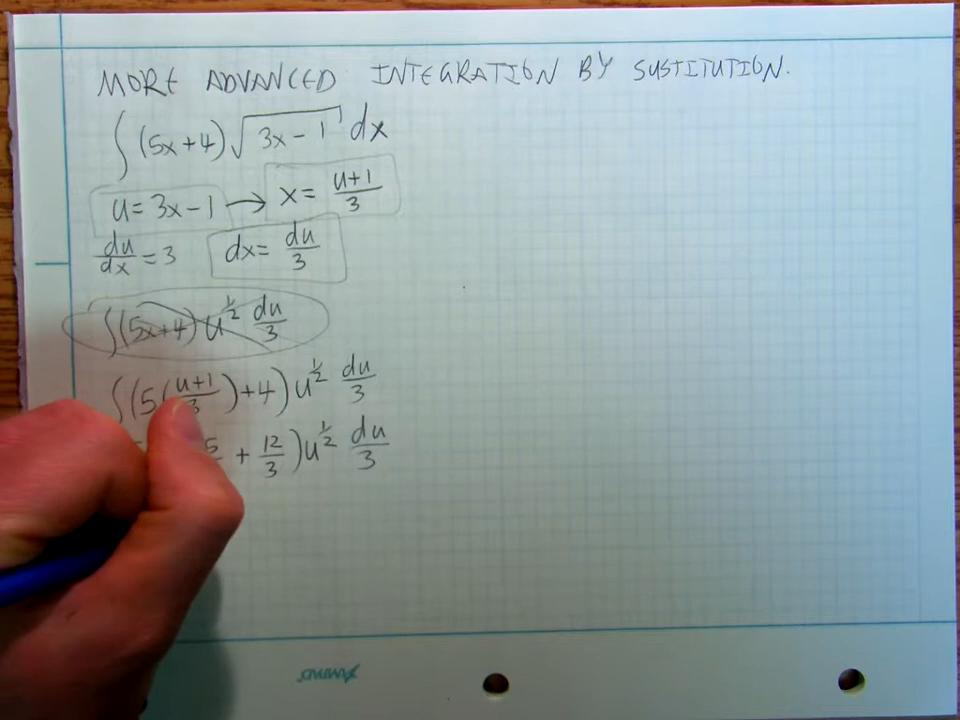 MORE ADVANCED INTEGRATION BY SUSTITUTION.
∫ (5x+4)√(3x-1) dx
u = 3x-1 → x = (u+1)/3
du/dx = 3 dx = du/3
∫(5x+4) u^(1/2) du/3
∫(5((u+1)/3)+4) u^(1/2) du/3
+ 12/3) u^(1/2) du/3